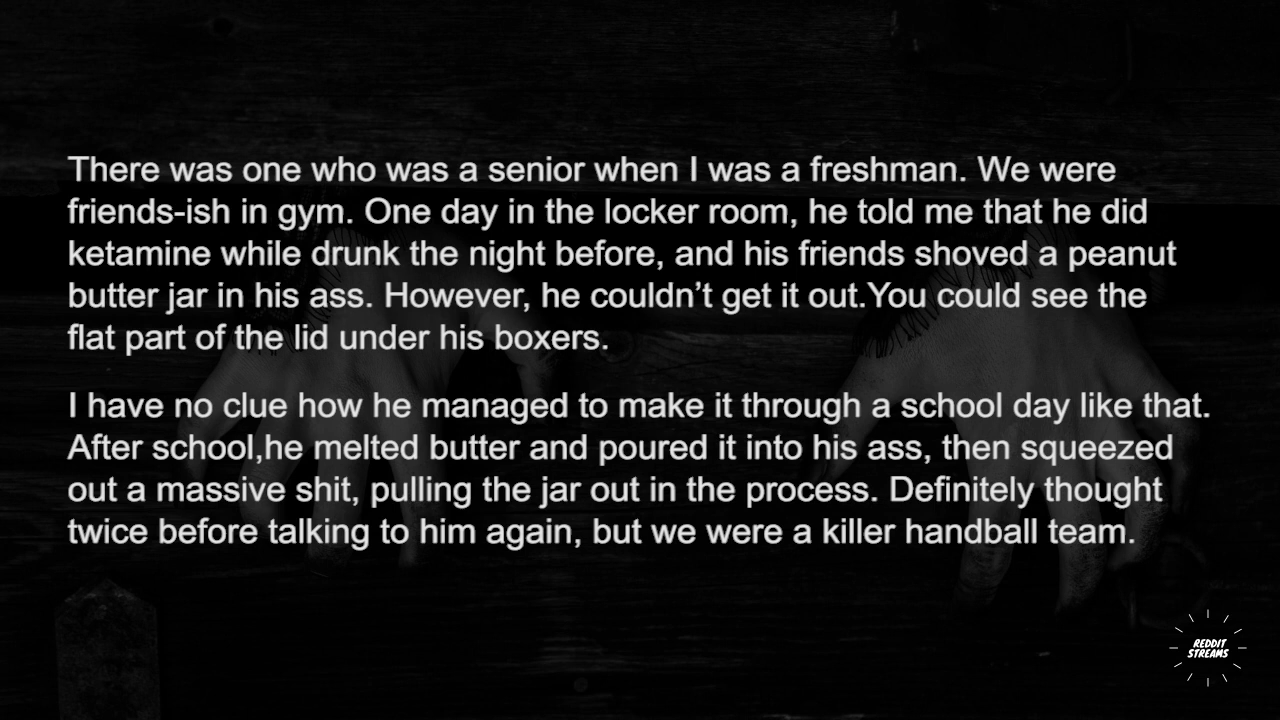 There was one who was a senior when I was a freshman. We were
friends-ish in gym. One day in the locker room, he told me that he did
ketamine while drunk the night before, and his friends shoved a peanut
butter jar in his ass. However, he couldn’t get it out.You could see the
flat part of the lid under his boxers.
I have no clue how he managed to make it through a school day like that.
After school,he melted butter and poured it into his ass, then squeezed
out a massive shit, pulling the jar out in the process. Definitely thought
twice before talking to him again, but we were a killer handball team.
REDDIT
STREAMS